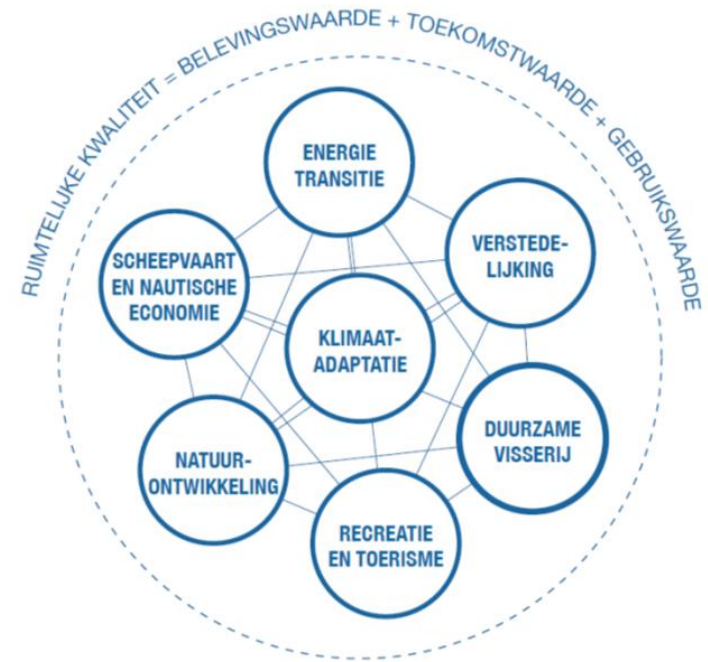 RUIMTELIJKE KWALITEIT = BELEVINGSWAARDE + TOEKOMSTWAARDE + GEBRUIKSWAARDE
ENERGIE
TRANSITIE
VERSTEDE-
LIJKING
SCHEEPVAART
EN NAUTISCHE
ECONOMIE
KLIMAAT-
ADAPTATIE
DUURZAME
VISSERIJ
NATUUR-
ONTWIKKELING
RECREATIE
EN TOERISME